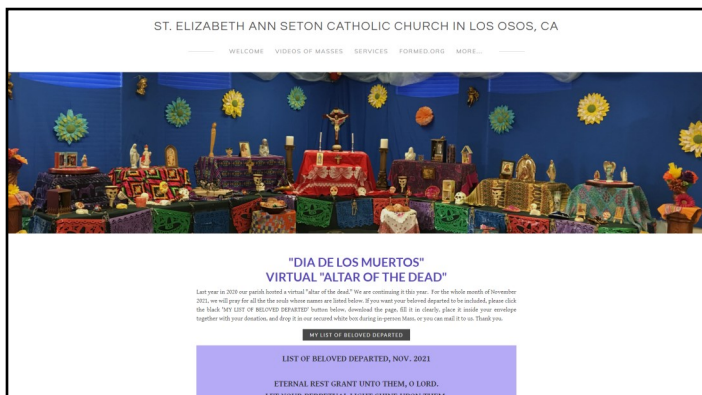 ST. ELIZABETH ANN SETON CATHOLIC CHURCH IN LOS OSOS, CA
WELCOME VIDEOS OF MASSES SERVICES FORMED.ORG MORE...
"DIA DE LOS MUERTOS"
VIRTUAL "ALTAR OF THE DEAD"
Last year in 2020 our parish hosted a virtual "altar of the dead." We are continuing it this year. For the whole month of November
2021, we will pray for all the the souls whose names are listed below. If you want your beloved departed to be included, please click
the black "MY LIST OF BELOVED DEPARTED" button below, download the page, fill it in clearly, place it inside your envelope
together with your donation, and drop it in our secured white box during in-person Mass, or you can mail it to us. Thank you.
MY LIST OF BELOVED DEPARTED
LIST OF BELOVED DEPARTED, NOV. 2021
ETERNAL REST GRANT UNTO THEM, O LORD.
LET YOUR PERPETUAL LIGHT SHINE UPON THEM